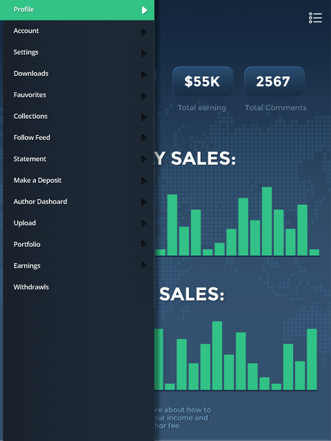 Profile
Account
Settings
Downloads
Fauvorites
Collections
Follow Feed
Statement
Make a Deposit
Author Dashoard
Upload
Portfolio
Earnings
Withdrawls
$55K
Total earning
2567
Total Comments
Y SALES:
SALES:
re about how to
our income and
hor fee.